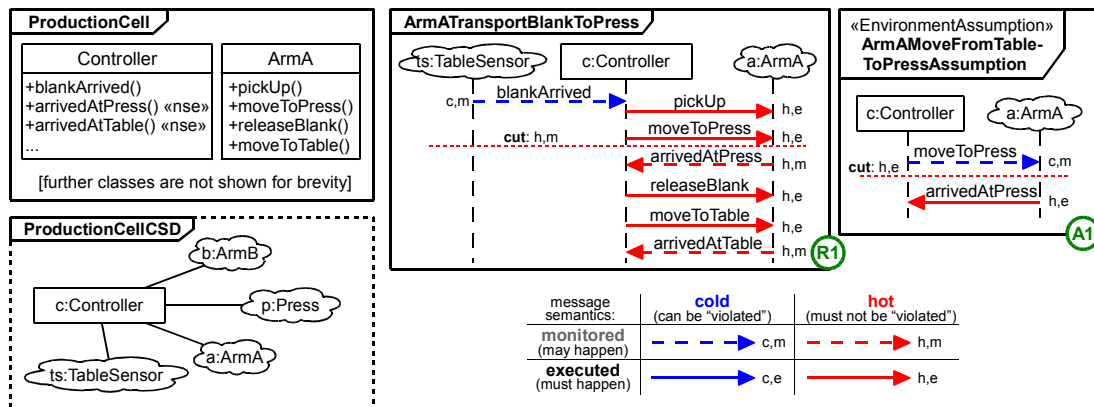 ProductionCell
Controller
+blankArrived()
+arrivedAtPress() «nse»
+arrivedAtTable() «nse»
...
ArmA
+pickUp()
+moveToPress()
+releaseBlank()
+moveToTable()
[further classes are not shown for brevity]
ProductionCellCSD
b:ArmB
c:Controller
p:Press
a:ArmA
ts:TableSensor
ArmATransportBlankToPress
ts:TableSensor
c:Controller
a:ArmA
c,m
blankArrived
pickUp
h,e
cut: h,m
moveToPress
h,e
arrivedAtPress
h,m
releaseBlank
h,e
moveToTable
h,e
arrivedAtTable
h,m
R1
«EnvironmentAssumption»
ArmAMoveFromTable-
ToPressAssumption
c:Controller
a:ArmA
moveToPress
c,m
cut: h,e
arrivedAtPress
h,e
A1
message
semantics:
cold
(can be “violated”)
hot
(must not be “violated”)
monitored
(may happen)
c,m
h,m
executed
(must happen)
c,e
h,e